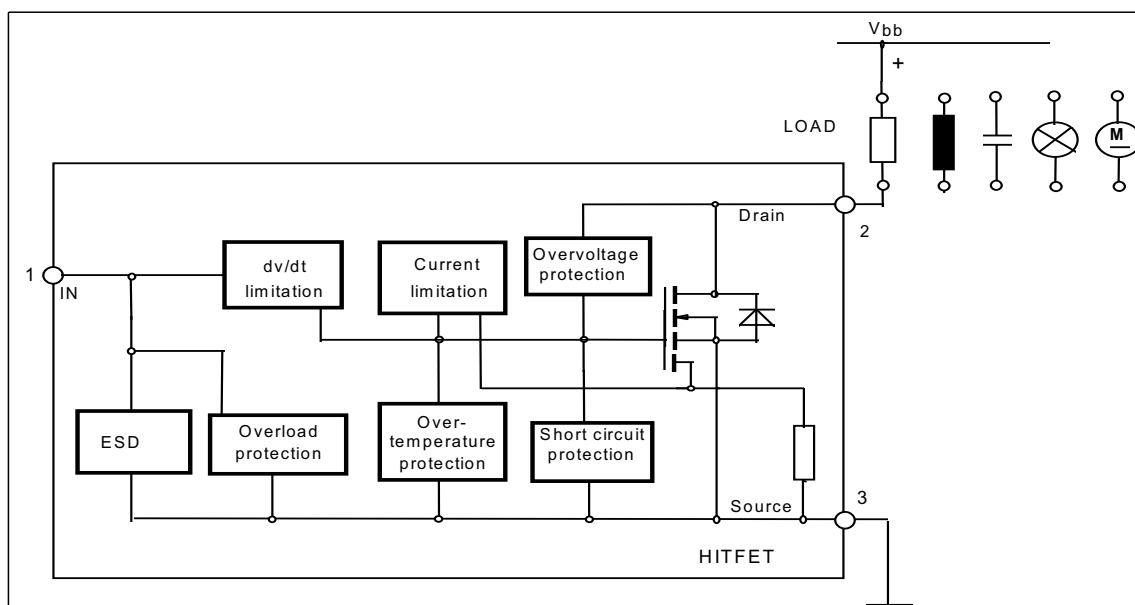 Vbb
+
LOAD
M
Drain
2
Overvoltage
protection
dv/dt
limitation
Current
limitation
1
IN
ESD
Overload
protection
Over-
temperature
protection
Short circuit
protection
Source
3
HITFET